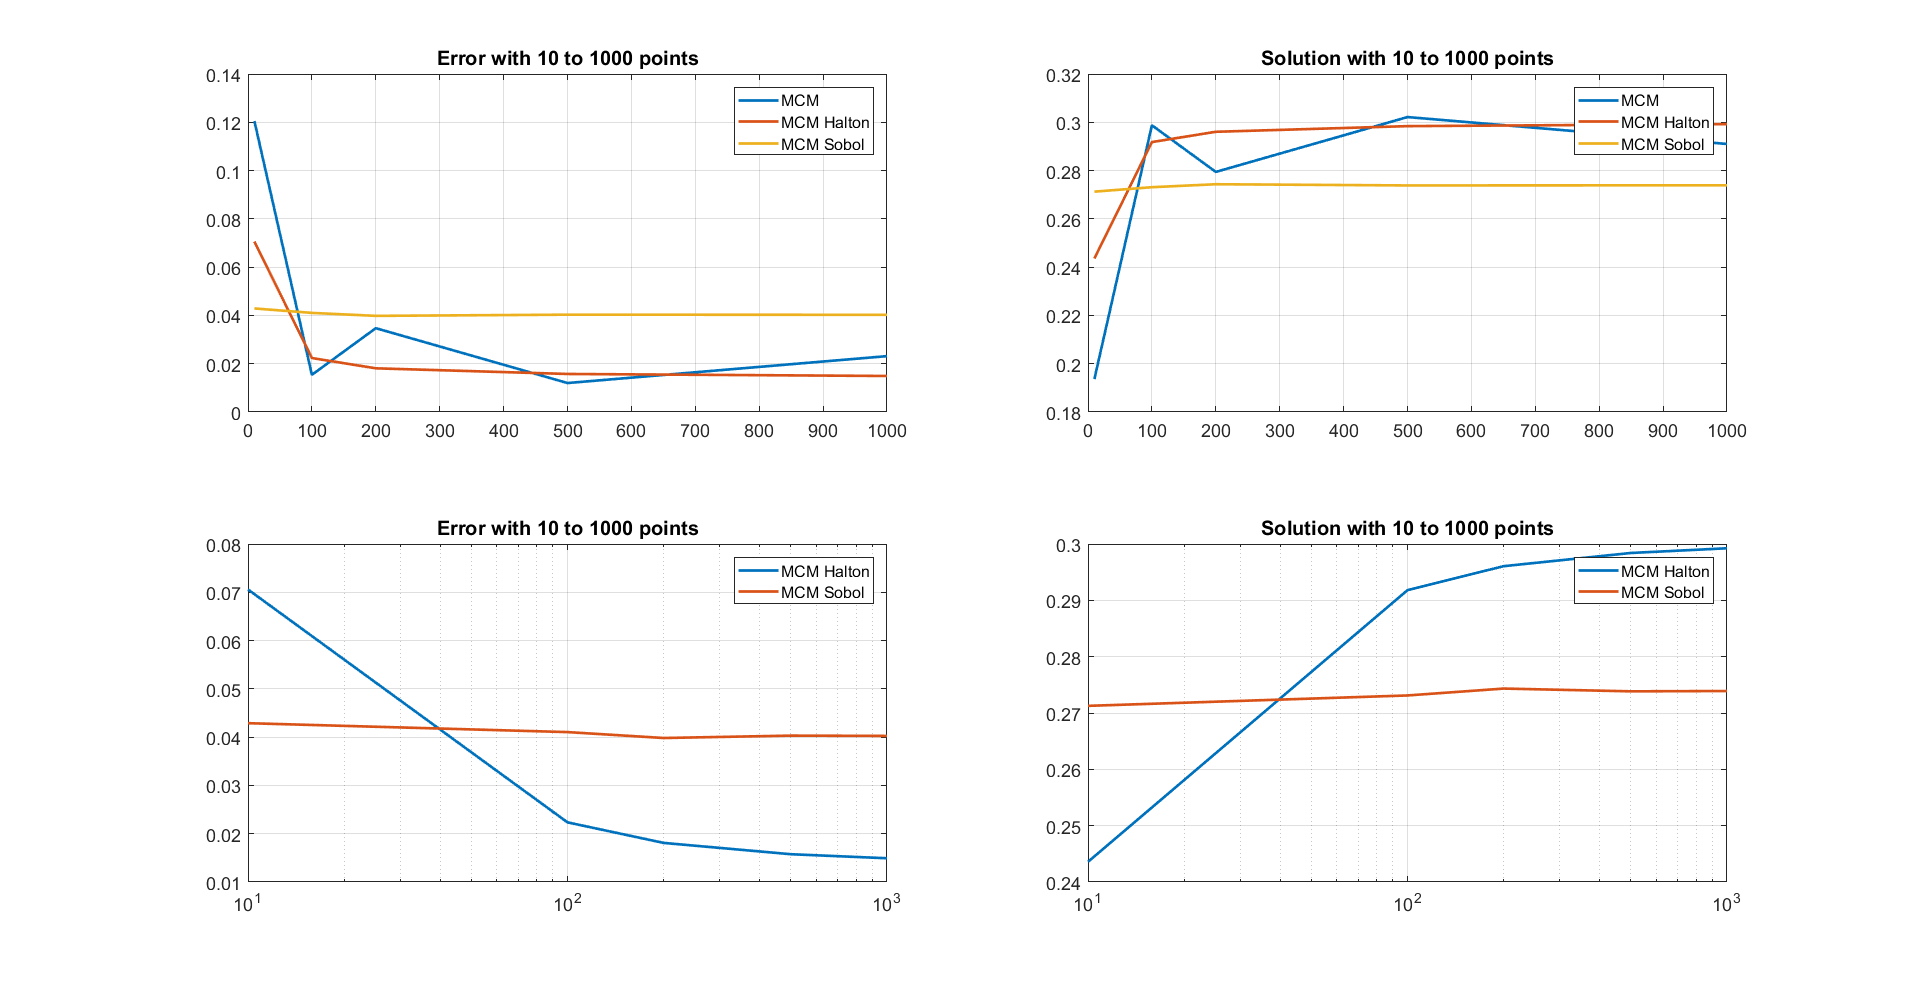 Error with 10 to 1000 points
0.14
0.12
0.1
0.08
0.06
0.04
0.02
0
0 100 200 300 400 500 600 700 800 900 1000
MCM
MCM Halton
MCM Sobol
Solution with 10 to 1000 points
0.32
0.3
0.28
0.26
0.24
0.22
0.2
0.18
0 100 200 300 400 500 600 700 800 900 1000
MCM
MCM Halton
MCM Sobol
Error with 10 to 1000 points
0.08
0.07
0.06
0.05
0.04
0.03
0.02
0.01
10^1 10^2 10^3
MCM Halton
MCM Sobol
Solution with 10 to 1000 points
0.3
0.29
0.28
0.27
0.26
0.25
0.24
10^1 10^2 10^3
MCM Halton
MCM Sobol